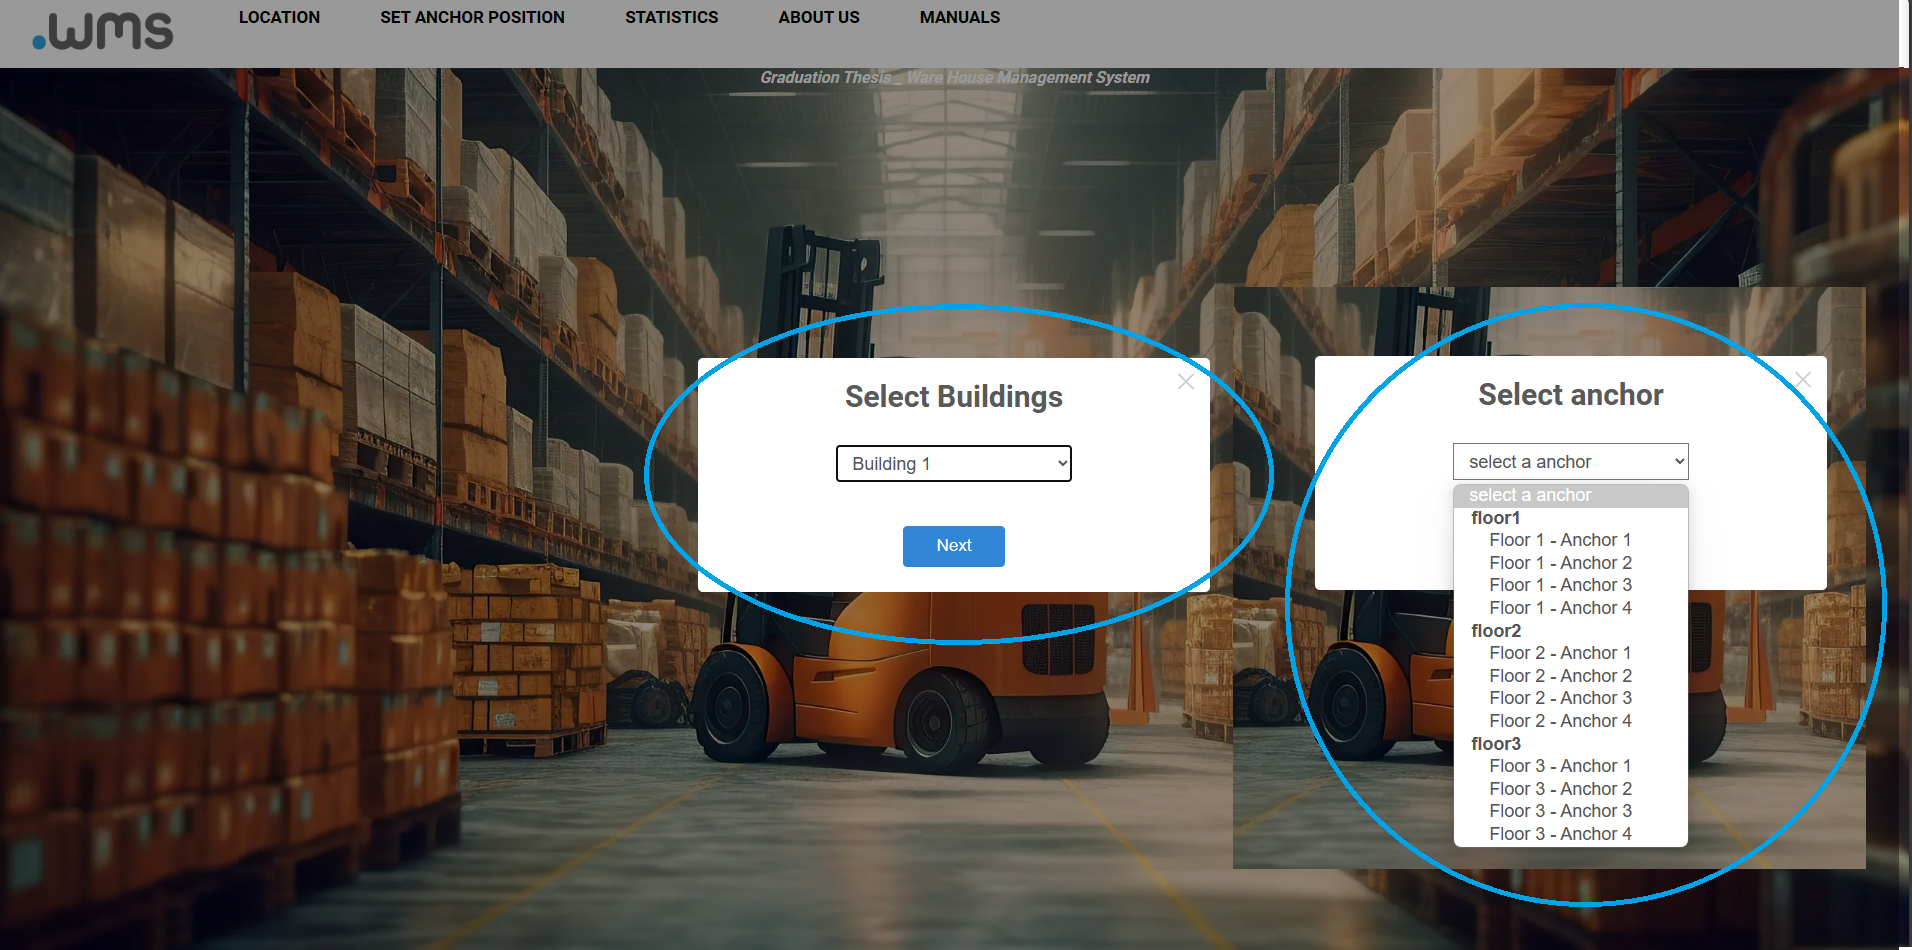 .wms
LOCATION
SET ANCHOR POSITION
STATISTICS
ABOUT US
MANUALS
Graduation Thesis _ Ware House Management System
Select Buildings
Building 1
Next
Select anchor
select a anchor
select a anchor
floor1
Floor 1 - Anchor 1
Floor 1 - Anchor 2
Floor 1 - Anchor 3
Floor 1 - Anchor 4
floor2
Floor 2 - Anchor 1
Floor 2 - Anchor 2
Floor 2 - Anchor 3
Floor 2 - Anchor 4
floor3
Floor 3 - Anchor 1
Floor 3 - Anchor 2
Floor 3 - Anchor 3
Floor 3 - Anchor 4